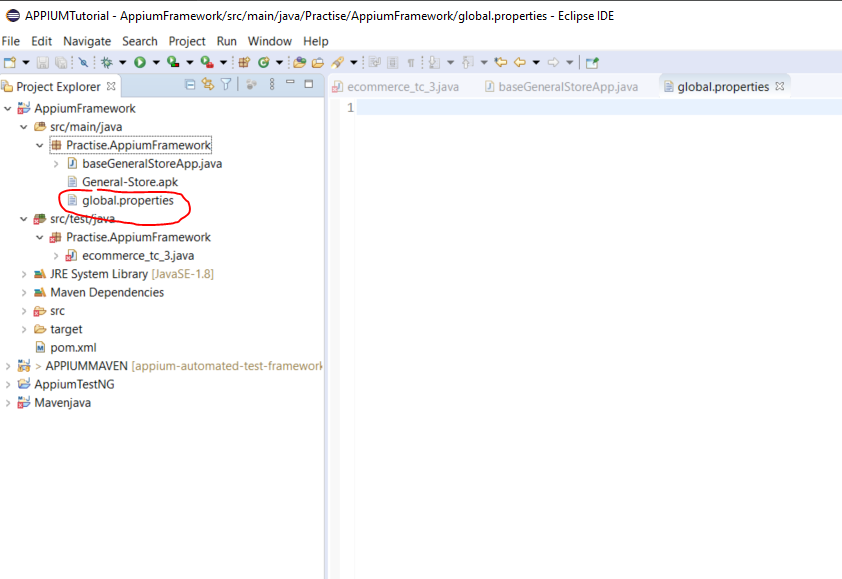 APPIUMTutorial - AppiumFramework/src/main/java/Practise/AppiumFramework/global.properties - Eclipse IDE
File Edit Navigate Search Project Run Window Help
Project Explorer
ecommerce_tc_3.java baseGeneralStoreApp.java global.properties
1
AppiumFramework
src/main/java
Practise.AppiumFramework
baseGeneralStoreApp.java
General-Store.apk
global.properties
src/test/java
Practise.AppiumFramework
ecommerce_tc_3.java
JRE System Library [JavaSE-1.8]
Maven Dependencies
src
target
pom.xml
> APPIUMMAVEN [appium-automated-test-framework
AppiumTestNG
Mavenjava